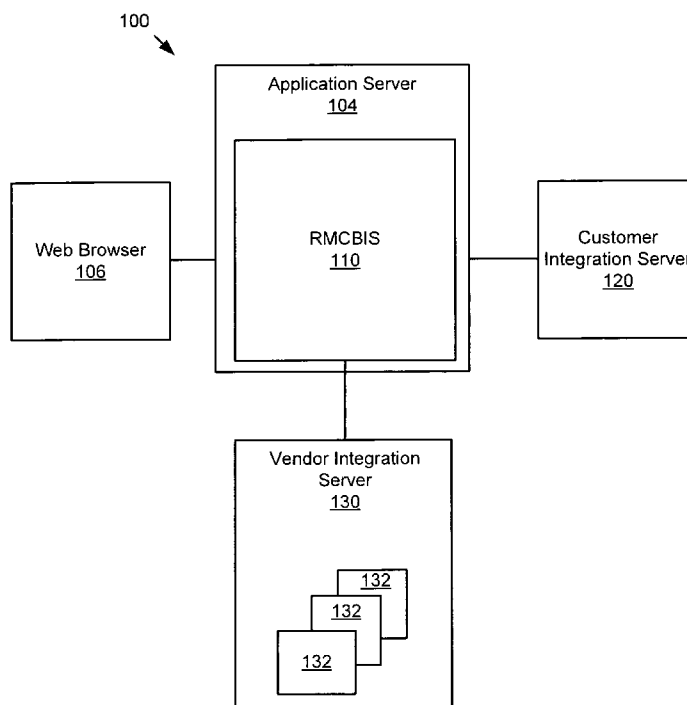 100
Application Server
104
Web Browser
106
RMCBIS
110
Customer
Integration Server
120
Vendor Integration
Server
130
132
132
132